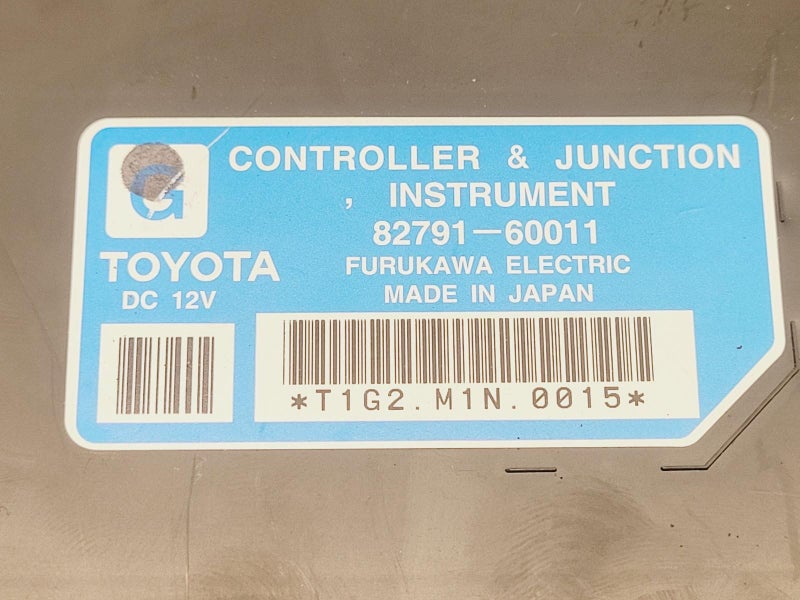 G
CONTROLLER & JUNCTION
, INSTRUMENT
82791-60011
TOYOTA
FURUKAWA ELECTRIC
DC 12V
MADE IN JAPAN
*T1G2.M1N.0015*